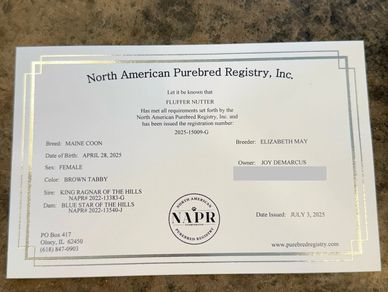 North American Purebred Registry, Inc.
Let it be known that
FLUFFER NUTTER
Has met all requirements set forth by the
North American Purebred Registry, Inc. and
has been issued the registration number:
2025-15009-G
Breed: MAINE COON
Date of Birth: APRIL 28, 2025
Sex: FEMALE
Color: BROWN TABBY
Sire: KING RAGNAR OF THE HILLS
NAPR# 2022-13383-G
Dam: BLUE STAR OF THE HILLS
NAPR# 2022-13540-J
Breeder: ELIZABETH MAY
Owner: JOY DEMARCUS
PO Box 417
Olney, IL 62450
(618) 847-0903
NORTH AMERICAN
NAPR
INCORPORATED
PUREBRED REGISTRY
Date Issued: JULY 3, 2025
www.purebredregistry.com